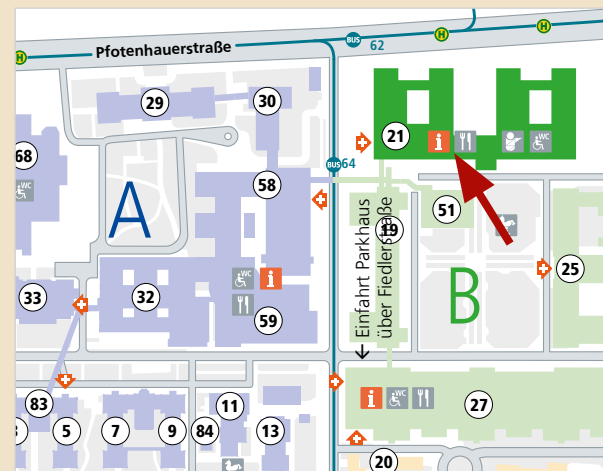 Pfotenhauerstraße
BUS
62
H
H
H
29
30
21
i
68
WC
WC
BUS
64
58
A
51
19
Einfahrt Parkhaus
über Fiedlerstraße
25
B
33
32
WC
i
59
83
11
i
WC
27
5
7
9
84
13
20